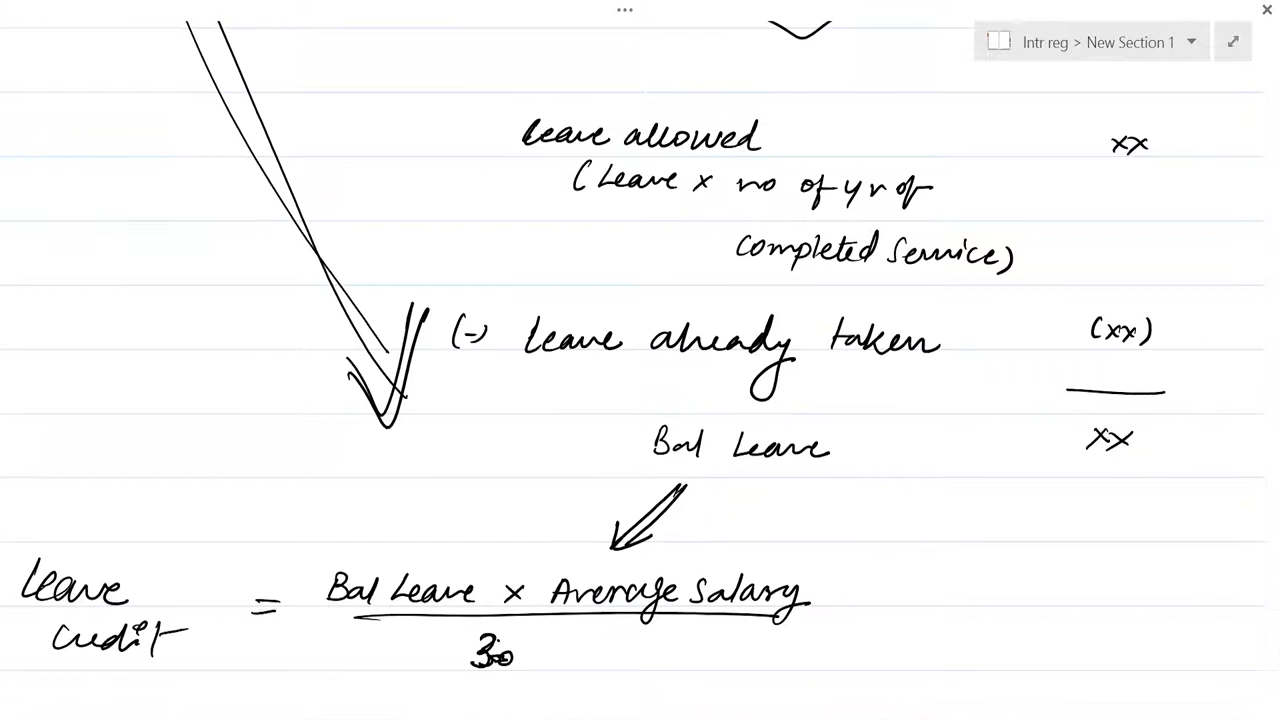 ...
Intr reg > New Section 1
leave allowed xx
(Leave x no of yr of
completed service)
(-) leave already taken (xx)
Bal Leave xx
leave credit = Bal Leave x Average Salary
30